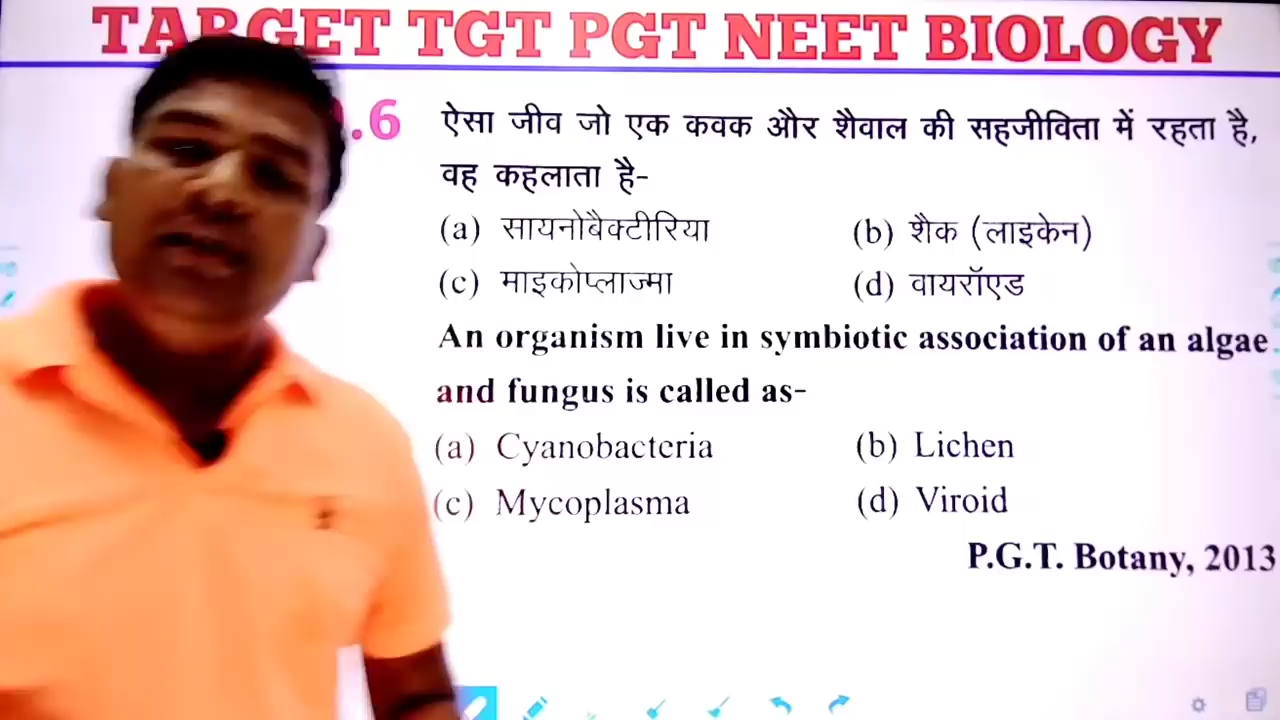 TARGET TGT PGT NEET BIOLOGY
.6 ऐसा जीव जो एक कवक और शैवाल की सहजीविता में रहता है,
वह कहलाता है-
(a) सायनोबैक्टीरिया (b) शैक (लाइकेन)
(c) माइकोप्लाज्मा (d) वायरॉएड
An organism live in symbiotic association of an algae
and fungus is called as-
(a) Cyanobacteria (b) Lichen
(c) Mycoplasma (d) Viroid
P.G.T. Botany, 2013